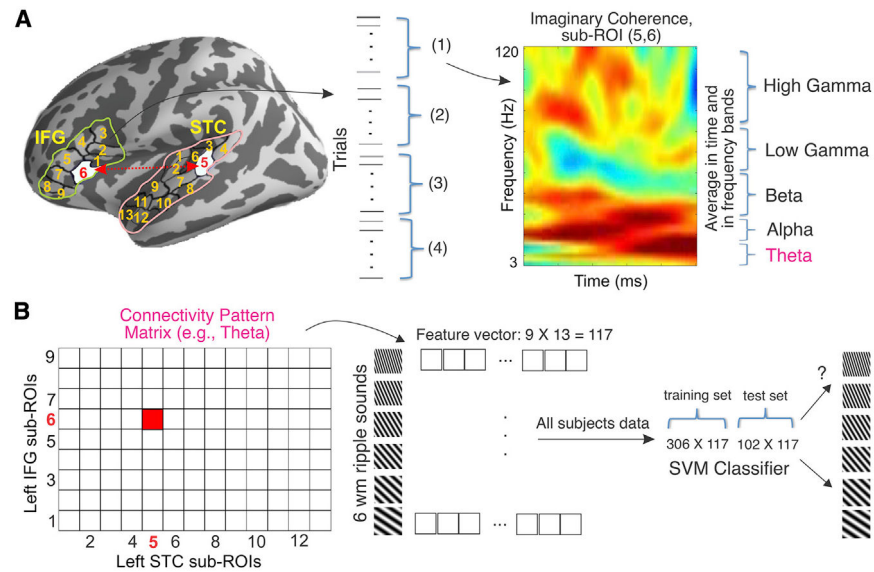 A
IFG
STC
3
4
2
5
1
7
6
8
9
3
4
1
6
5
2
7
9
8
11
10
13
12
Trials
(1)
(2)
(3)
(4)
Imaginary Coherence,
sub-ROI (5,6)
120
Frequency (Hz)
3
Time (ms)
Average in time and
in frequency bands
High Gamma
Low Gamma
Beta
Alpha
Theta
B
Connectivity Pattern
Matrix (e.g., Theta)
9
7
6
5
3
1
Left IFG sub-ROIs
2 4 5 6 8 10 12
Left STC sub-ROIs
6 wm ripple sounds
Feature vector: 9 X 13 = 117
...
...
All subjects data
training set test set
306 X 117 102 X 117
SVM Classifier
?